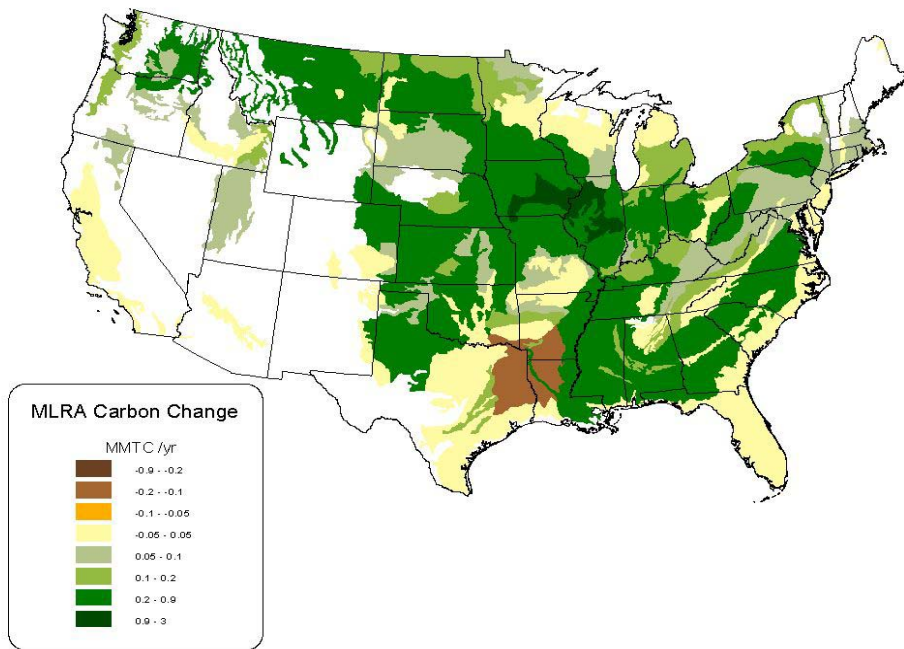 MLRA Carbon Change
MMTC /yr
-0.9 - -0.2
-0.2 - -0.1
-0.1 - -0.05
-0.05 - 0.05
0.05 - 0.1
0.1 - 0.2
0.2 - 0.9
0.9 - 3